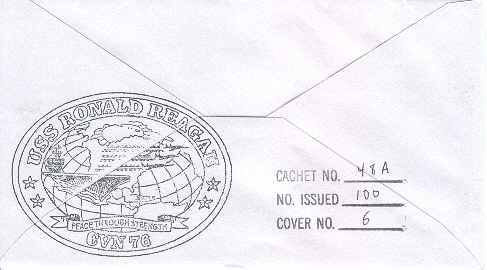 USS RONALD REAGAN
PEACE THROUGH STRENGTH
CVN 76
CACHET NO. 48A
NO. ISSUED 100
COVER NO. 6